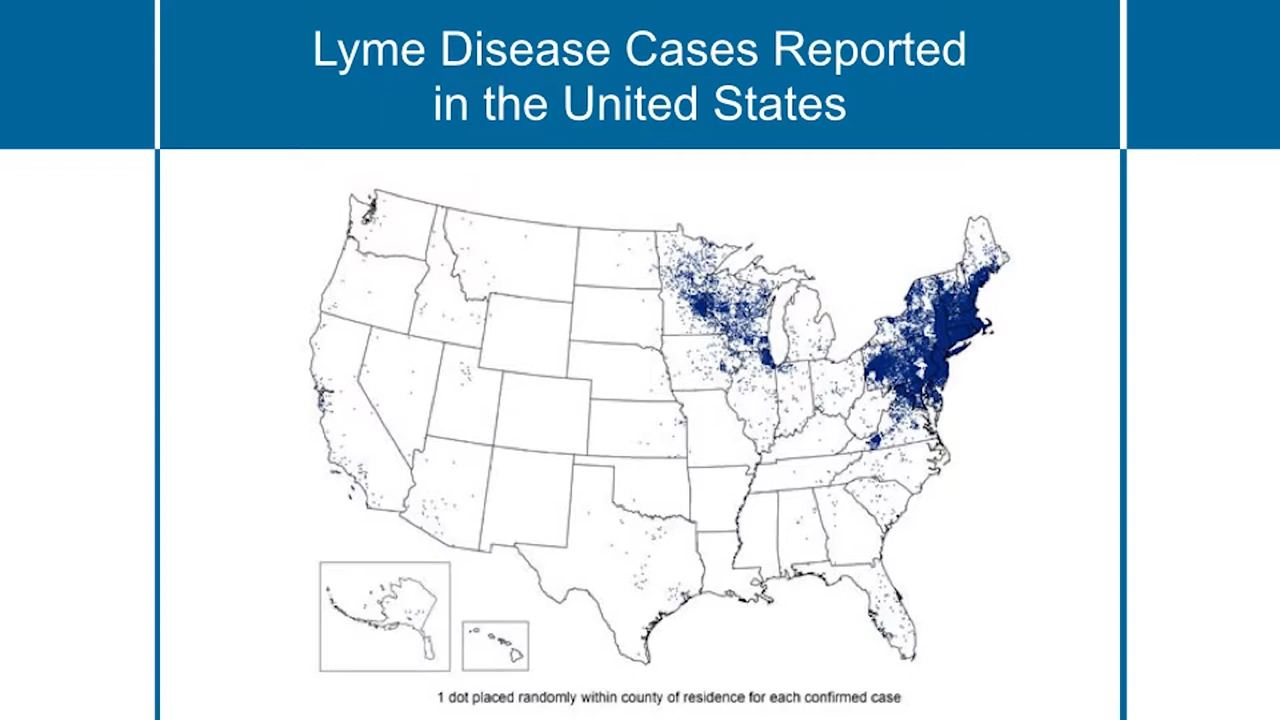 Lyme Disease Cases Reported
in the United States
1 dot placed randomly within county of residence for each confirmed case